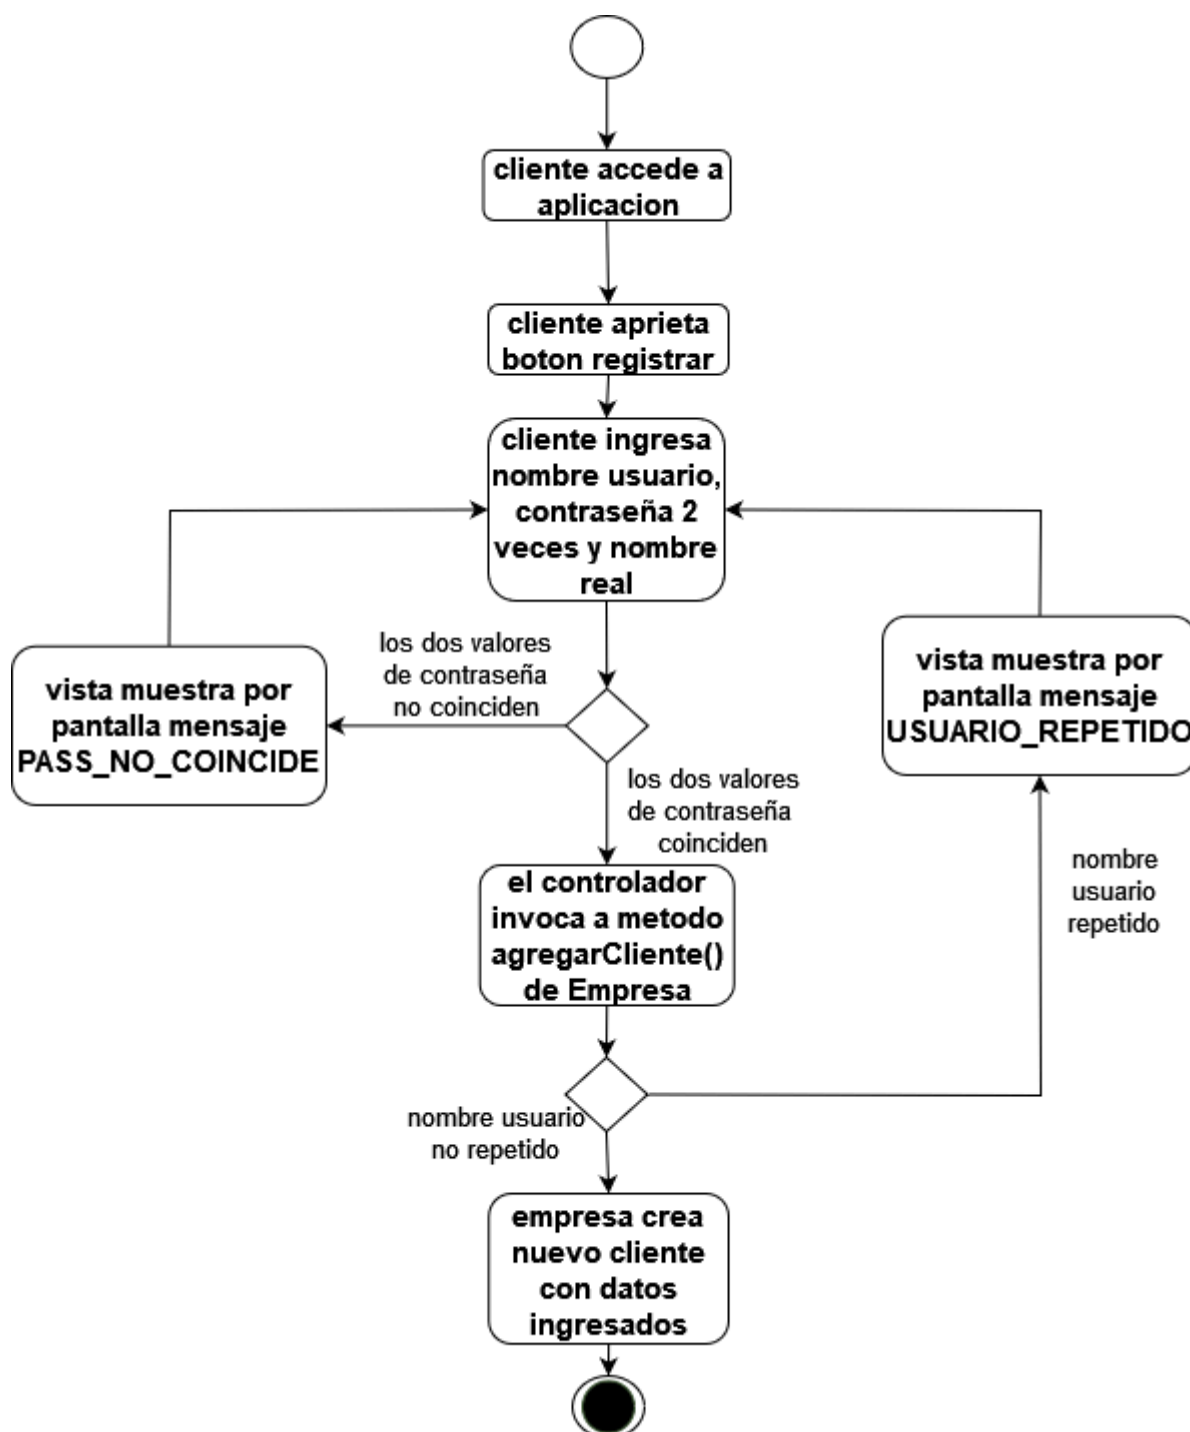 cliente accede a
aplicacion
cliente aprieta
boton registrar
cliente ingresa
nombre usuario,
contraseña 2
veces y nombre
real
los dos valores
de contraseña
no coinciden
vista muestra por
pantalla mensaje
PASS_NO_COINCIDE
vista muestra por
pantalla mensaje
USUARIO_REPETIDO
los dos valores
de contraseña
coinciden
el controlador
invoca a metodo
agregarCliente()
de Empresa
nombre
usuario
repetido
nombre usuario
no repetido
empresa crea
nuevo cliente
con datos
ingresados